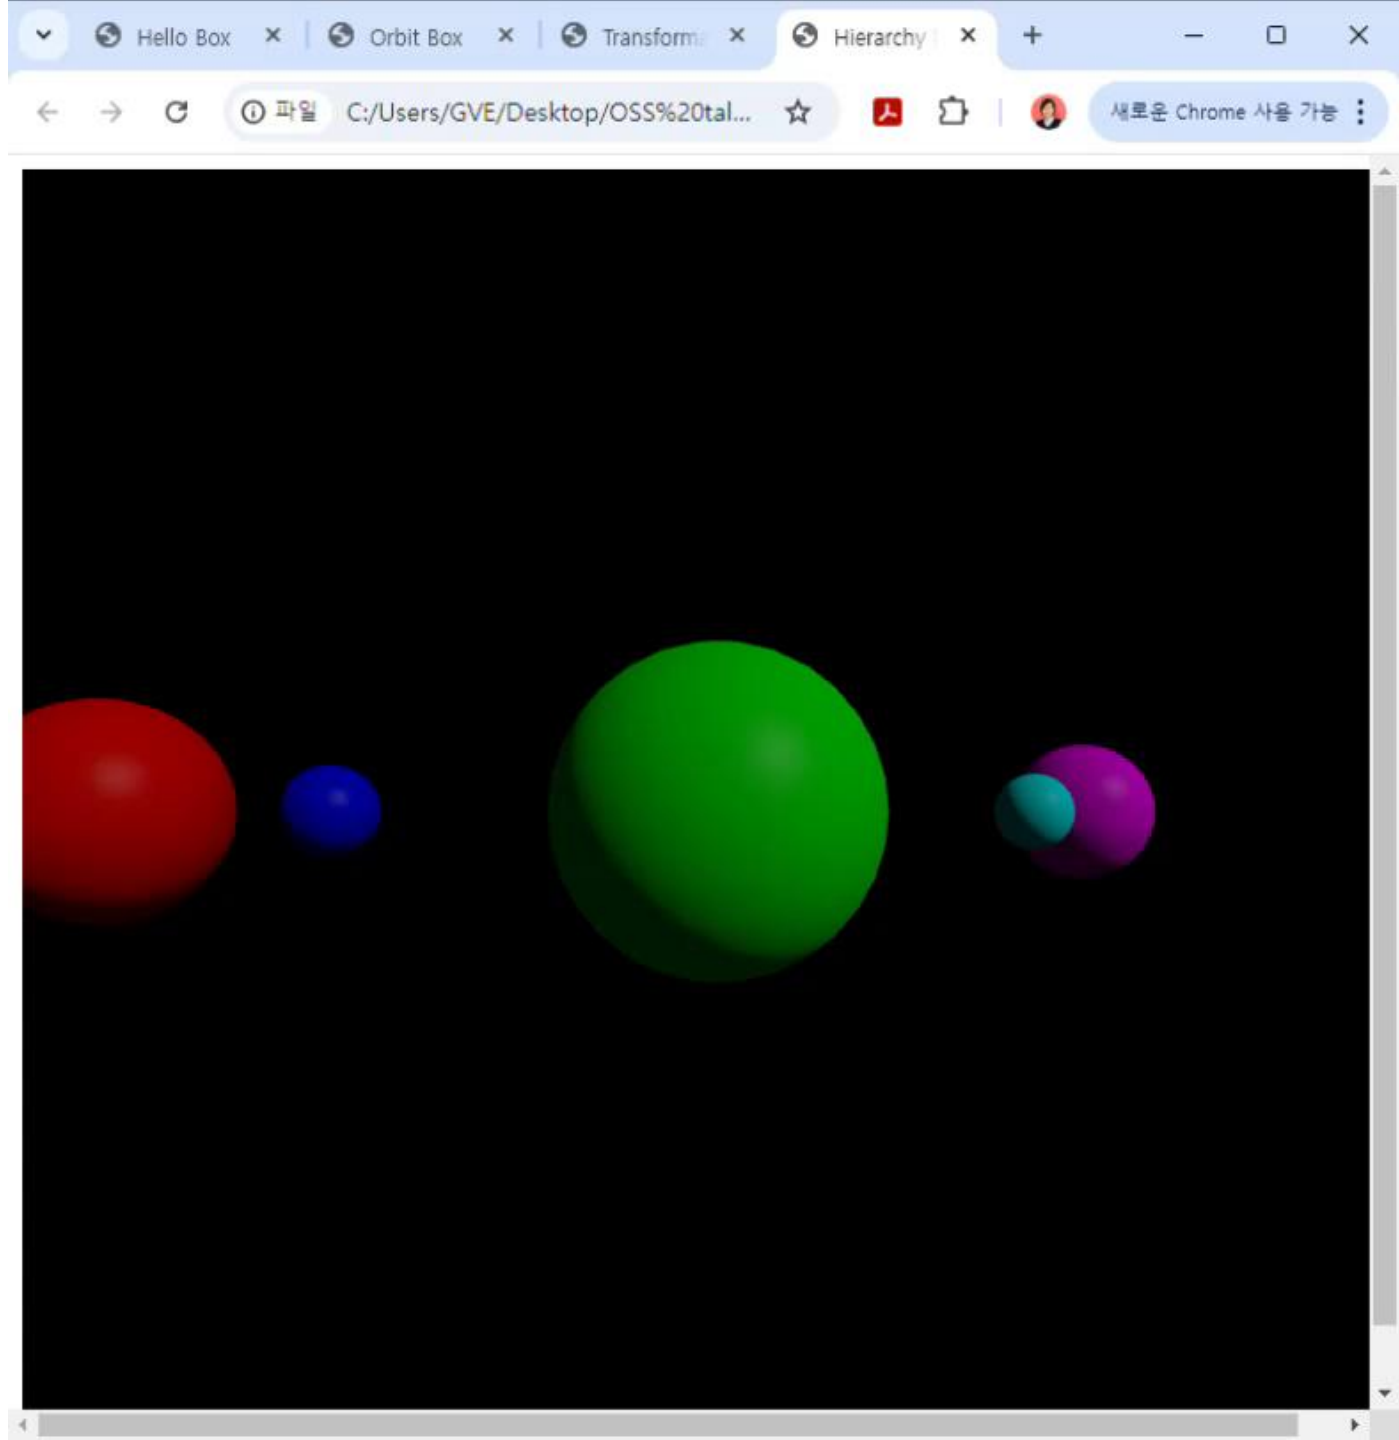 Hello Box
Orbit Box
Transform
Hierarchy
파일 C:/Users/GVE/Desktop/OSS%20tal...
새로운 Chrome 사용 가능